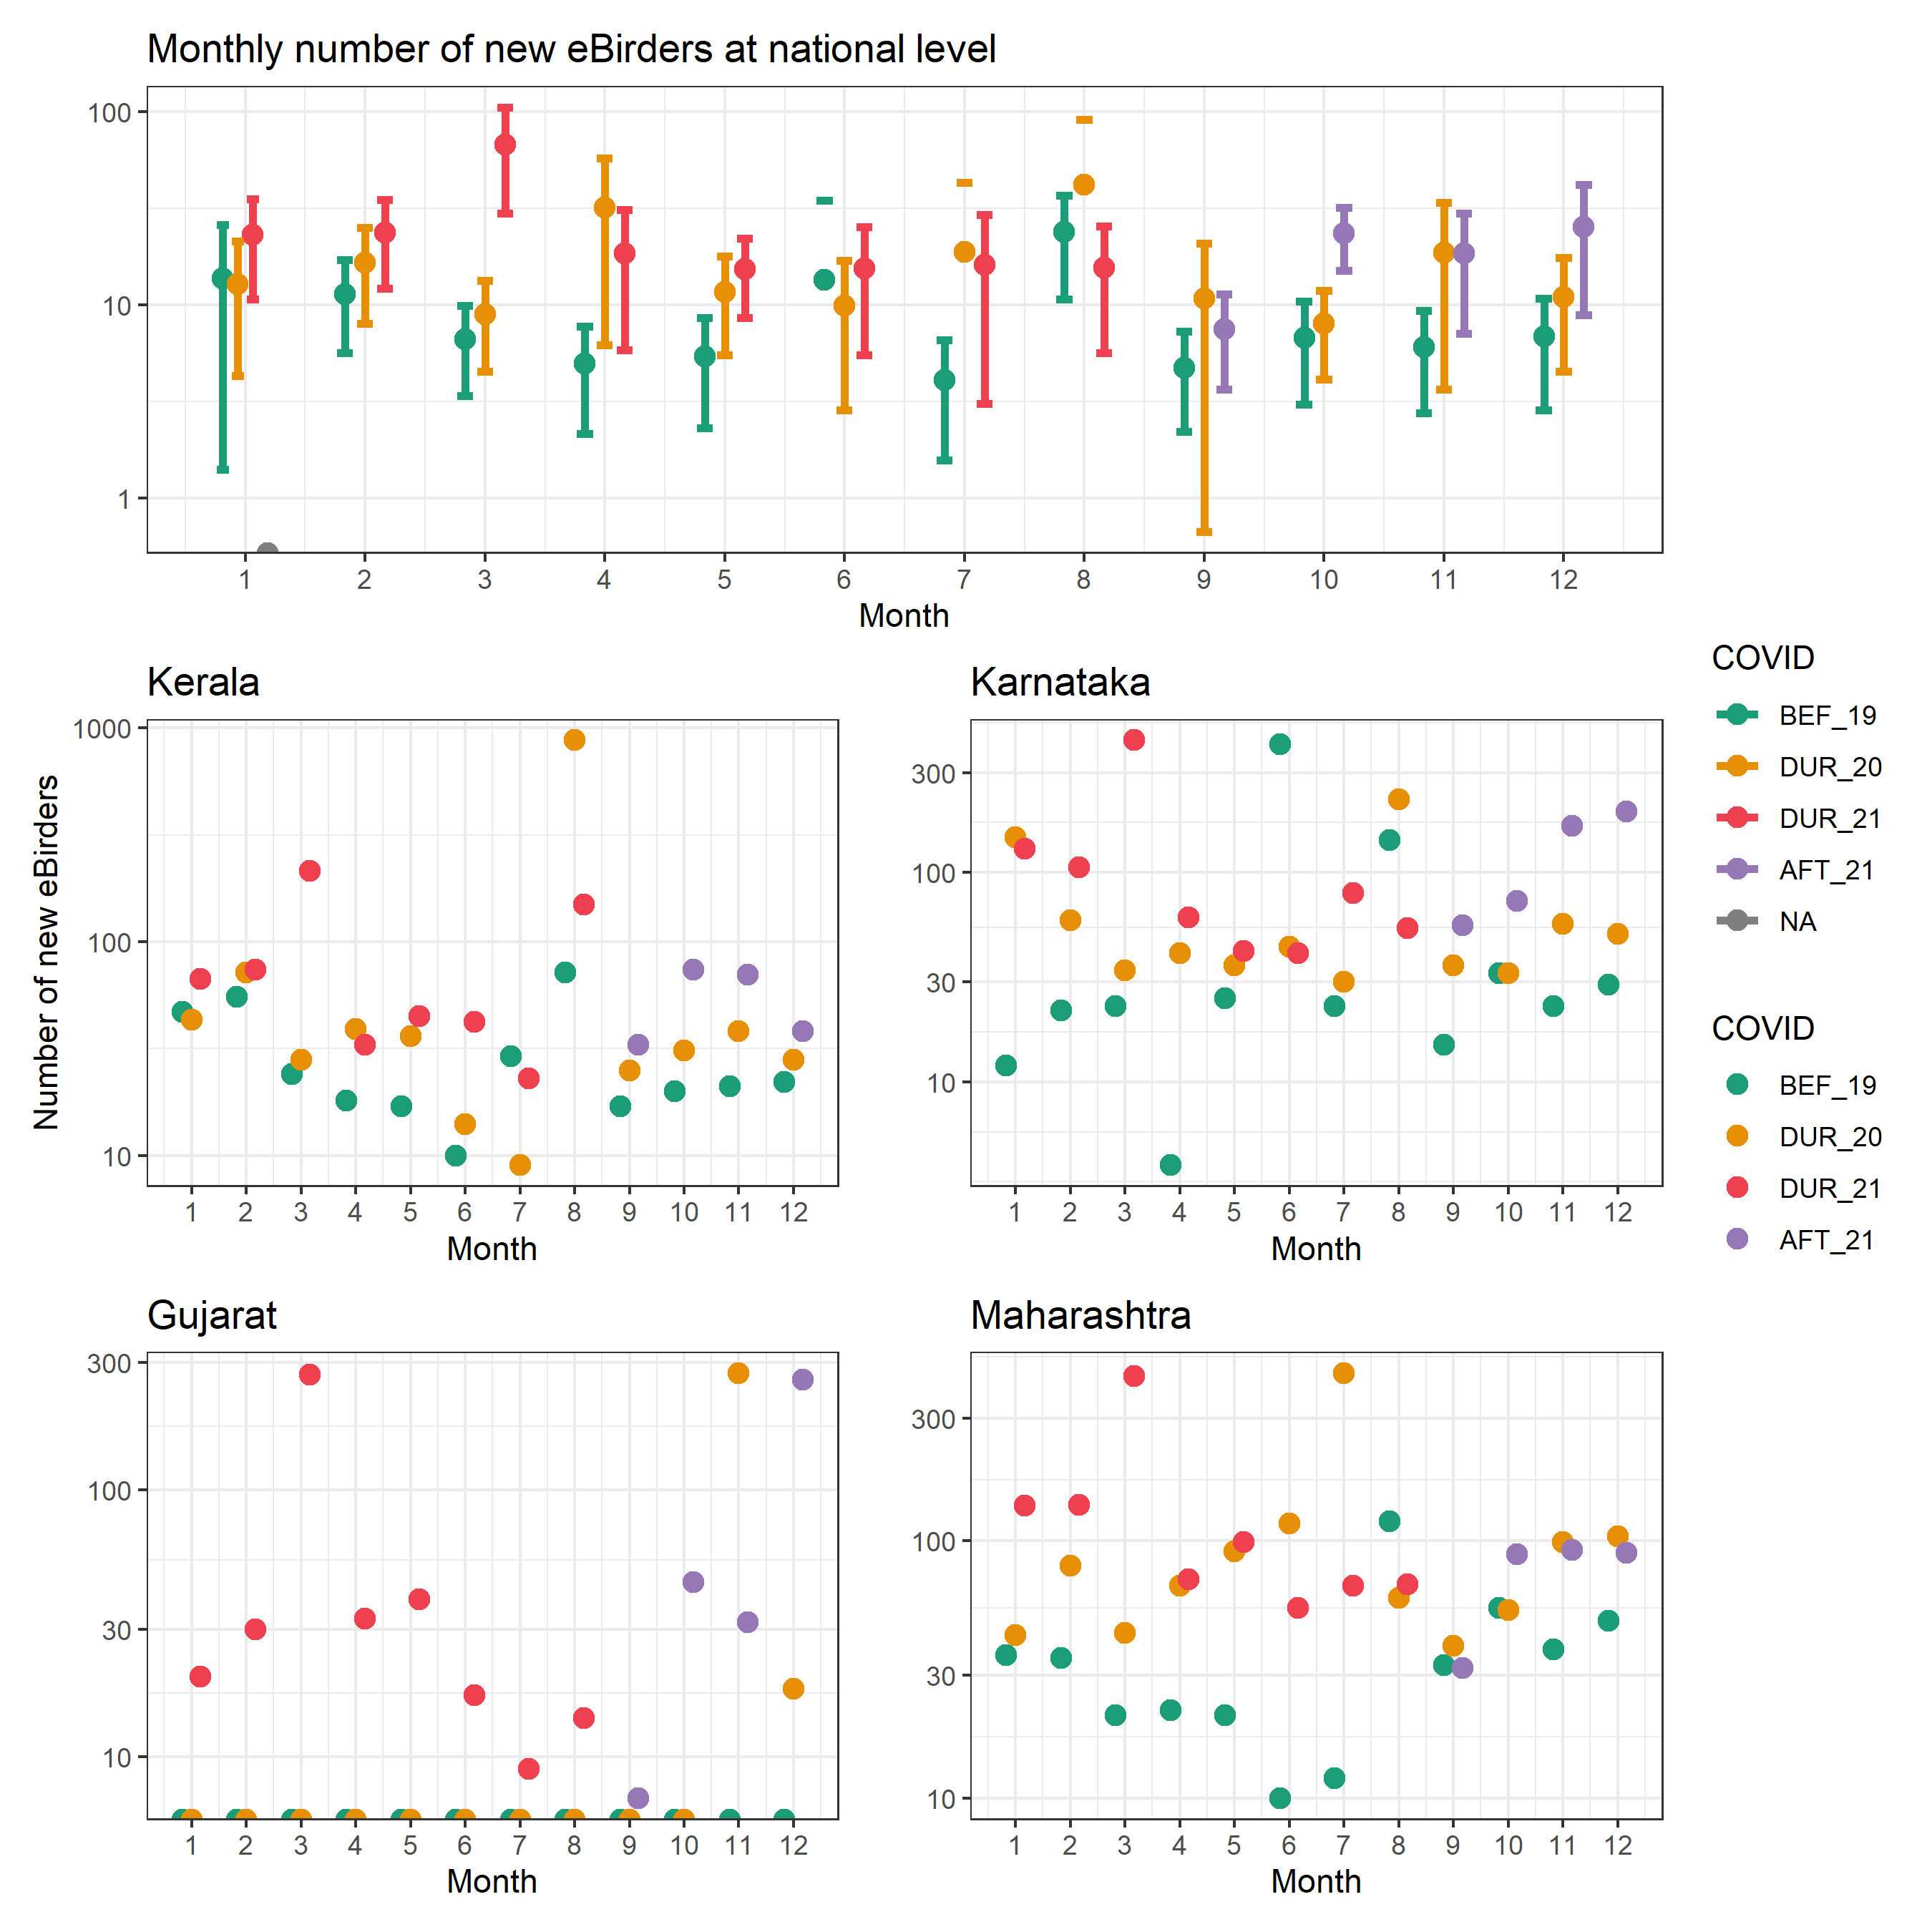 Monthly number of new eBirders at national level
100
10
1
1 2 3 4 5 6 7 8 9 10 11 12
Month
Number of new eBirders
Kerala
1000
100
10
1 2 3 4 5 6 7 8 9 10 11 12
Month
Karnataka
300
100
30
10
1 2 3 4 5 6 7 8 9 10 11 12
Month
Gujarat
300
100
30
10
1 2 3 4 5 6 7 8 9 10 11 12
Month
Maharashtra
300
100
30
10
1 2 3 4 5 6 7 8 9 10 11 12
Month
COVID
BEF_19
DUR_20
DUR_21
AFT_21
NA
COVID
BEF_19
DUR_20
DUR_21
AFT_21